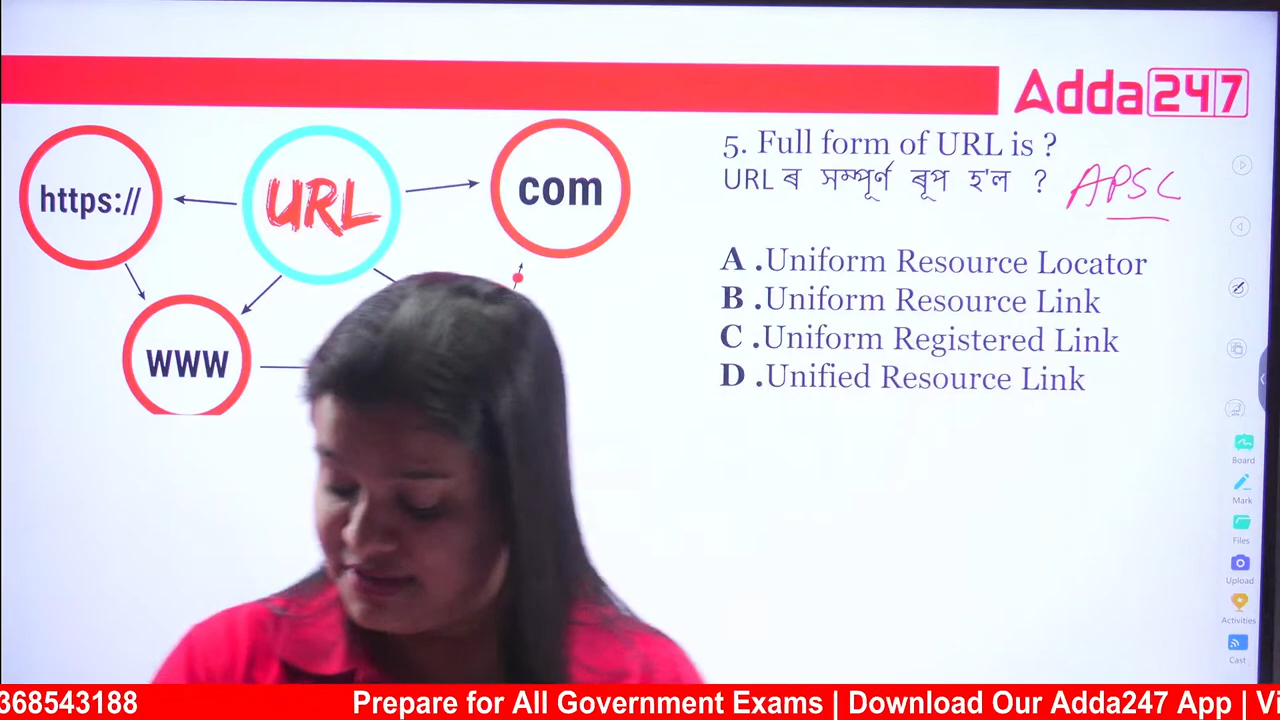 Adda247
https://
URL
com
www
5. Full form of URL is ?
URL ৰ সম্পূৰ্ণ ৰূপ হ'ল ?
APSC
A .Uniform Resource Locator
B .Uniform Resource Link
C .Uniform Registered Link
D .Unified Resource Link
Board
Mark
Files
Upload
Activities
Cast
368543188
Prepare for All Government Exams | Download Our Adda247 App | Vi